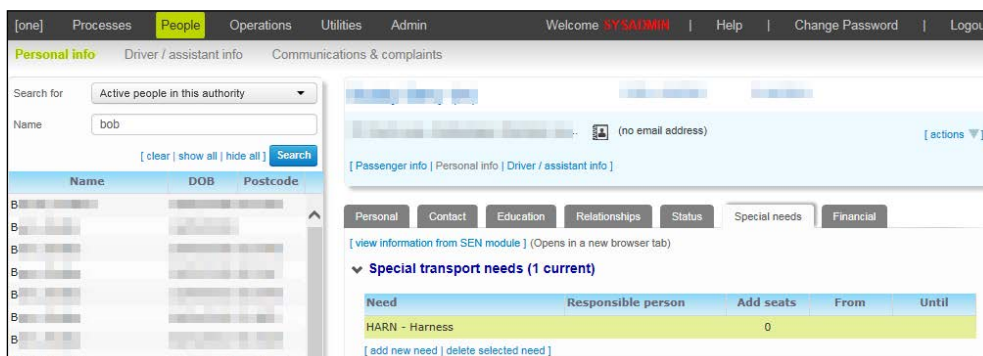 [one] Processes People Operations Utilities Admin Welcome SYSADMIN | Help | Change Password | Logou
Personal info Driver / assistant info Communications & complaints
Search for Active people in this authority
Name bob
[ clear | show all | hide all ] Search
Name DOB Postcode
B
B
B
B
B
B
B
(no email address) [ actions ]
[ Passenger info | Personal info | Driver / assistant info ]
Personal Contact Education Relationships Status Special needs Financial
[ view information from SEN module ] (Opens in a new browser tab)
Special transport needs (1 current)
Need Responsible person Add seats From Until
HARN - Harness 0
[ add new need | delete selected need ]